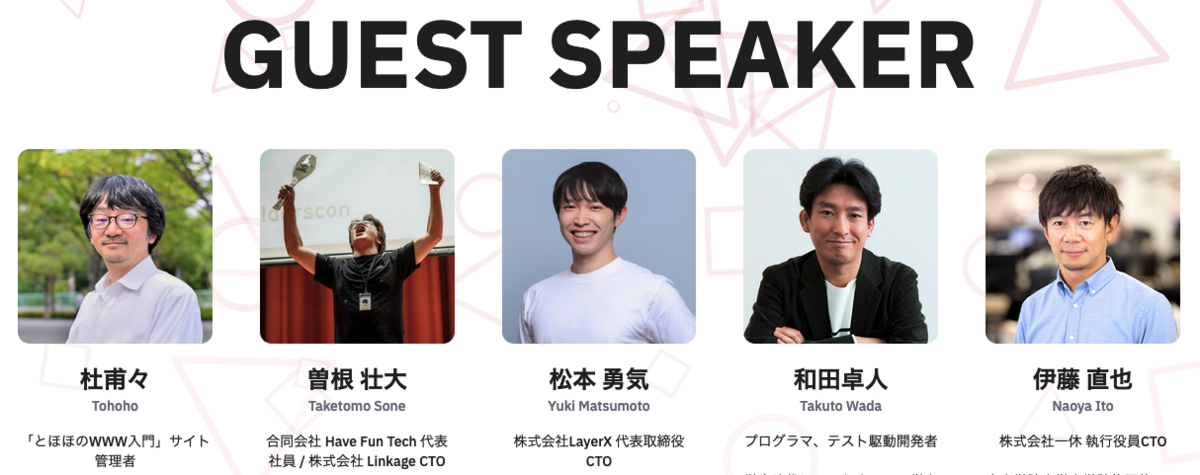 GUEST SPEAKER
杜甫々
Tohoho
「とほほのWWW入門」サイト
管理者
曽根 壮大
Taketomo Sone
合同会社 Have Fun Tech 代表
社員 / 株式会社 Linkage CTO
松本 勇気
Yuki Matsumoto
株式会社LayerX 代表取締役
CTO
和田卓人
Takuto Wada
プログラマ、テスト駆動開発者
伊藤 直也
Naoya Ito
株式会社一休 執行役員CTO